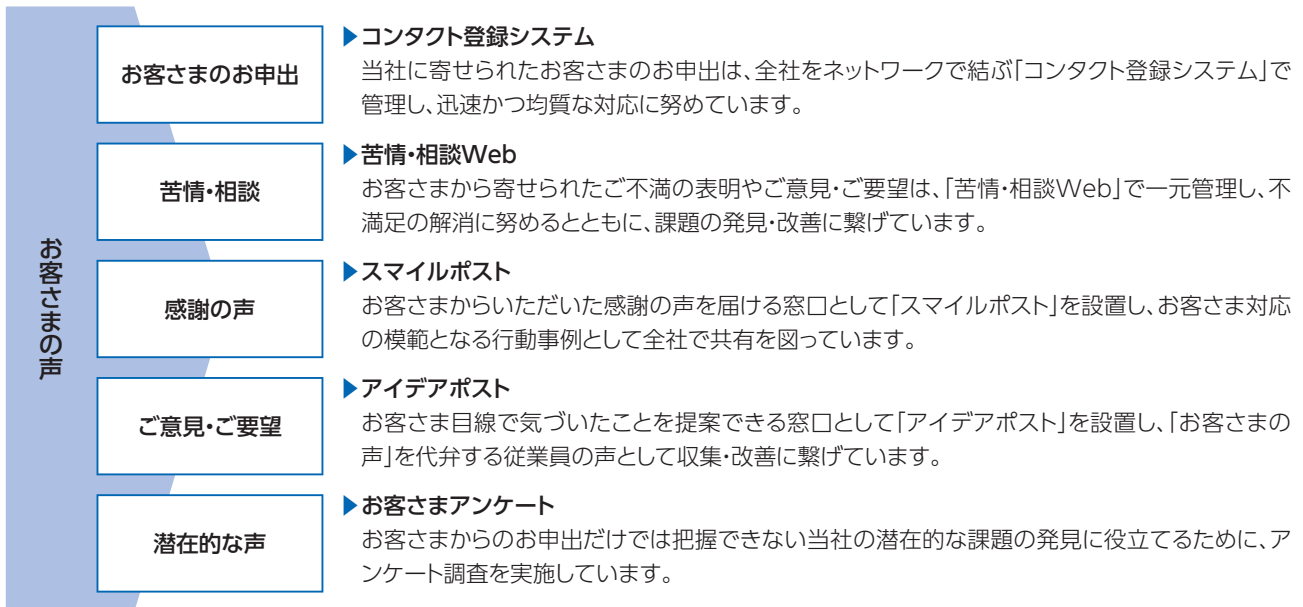 お客さまの声
お客さまのお申出
▶コンタクト登録システム
当社に寄せられたお客さまのお申出は、全社をネットワークで結ぶ「コンタクト登録システム」で
管理し、迅速かつ均質な対応に努めています。
苦情・相談
▶苦情・相談Web
お客さまから寄せられたご不満の表明やご意見・ご要望は、「苦情・相談Web」で一元管理し、不
満足の解消に努めるとともに、課題の発見・改善に繋げています。
感謝の声
▶スマイルポスト
お客さまからいただいた感謝の声を届ける窓口として「スマイルポスト」を設置し、お客さま対応
の模範となる行動事例として全社で共有を図っています。
ご意見・ご要望
▶アイデアポスト
お客さま目線で気づいたことを提案できる窓口として「アイデアポスト」を設置し、「お客さまの
声」を代弁する従業員の声として収集・改善に繋げています。
潜在的な声
▶お客さまアンケート
お客さまからのお申出だけでは把握できない当社の潜在的な課題の発見に役立てるために、ア
ンケート調査を実施しています。